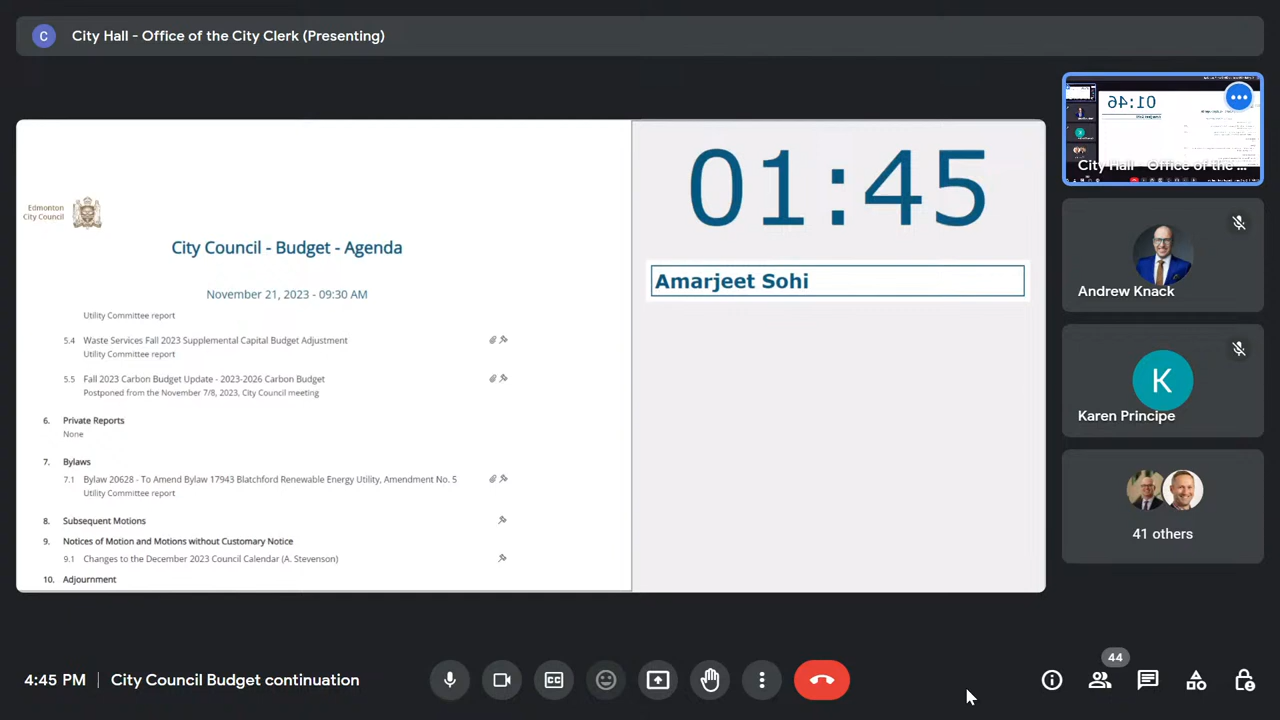 C City Hall - Office of the City Clerk (Presenting)
Edmonton
City Council
City Council - Budget - Agenda
November 21, 2023 - 09:30 AM
Utility Committee report
5.4 Waste Services Fall 2023 Supplemental Capital Budget Adjustment
Utility Committee report
5.5 Fall 2023 Carbon Budget Update - 2023-2026 Carbon Budget
Postponed from the November 7/8, 2023, City Council meeting
6. Private Reports
None
7. Bylaws
7.1 Bylaw 20628 - To Amend Bylaw 17943 Blatchford Renewable Energy Utility, Amendment No. 5
Utility Committee report
8. Subsequent Motions
9. Notices of Motion and Motions without Customary Notice
9.1 Changes to the December 2023 Council Calendar (A. Stevenson)
10. Adjournment
01:45
Amarjeet Sohi
01:46
City Hall - Office of the ...
Andrew Knack
K
Karen Principe
41 others
4:45 PM | City Council Budget continuation
CC
44